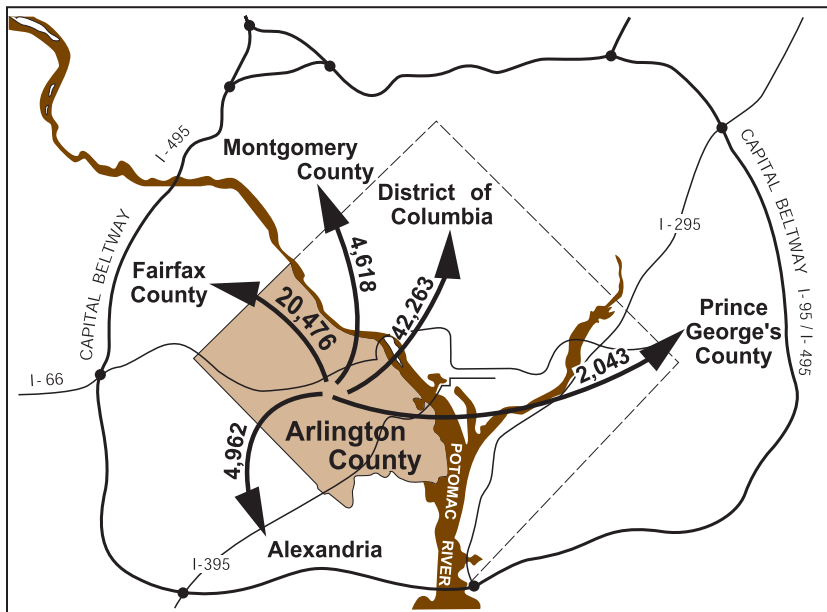 I-495
Montgomery
County
District of
Columbia
CAPITAL BELTWAY
I-295
CAPITAL BELTWAY I-95 / I-495
4,618
Fairfax
County
20,476
42,263
Prince
George's
County
2,043
I-66
4,962
Arlington
County
POTOMAC RIVER
Alexandria
I-395